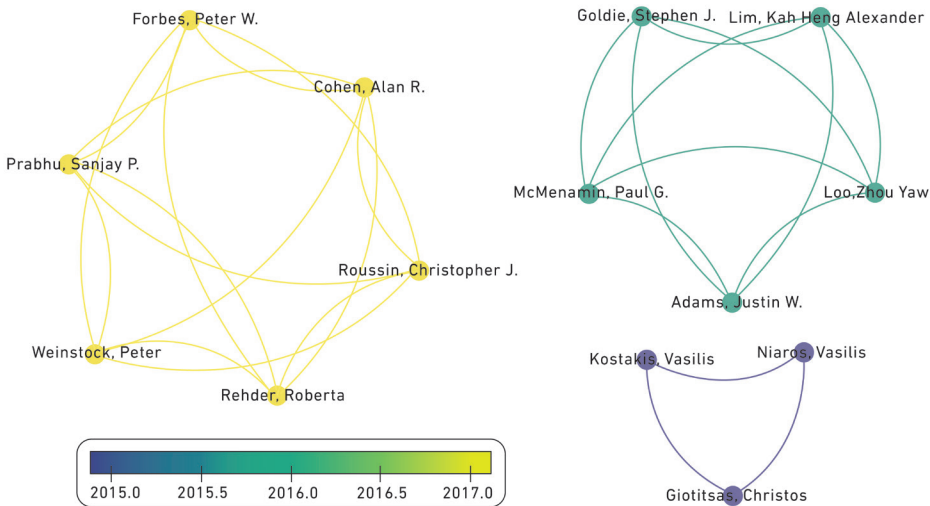 Forbes, Peter W.
Cohen, Alan R.
Prabhu, Sanjay P.
Roussin, Christopher J.
Weinstock, Peter
Rehder, Roberta
Goldie, Stephen J.
Lim, Kah Heng Alexander
McMenamin, Paul G.
Loo,Zhou Yaw
Adams, Justin W.
Kostakis, Vasilis
Niaros, Vasilis
Giotitsas, Christos
2015.0 2015.5 2016.0 2016.5 2017.0